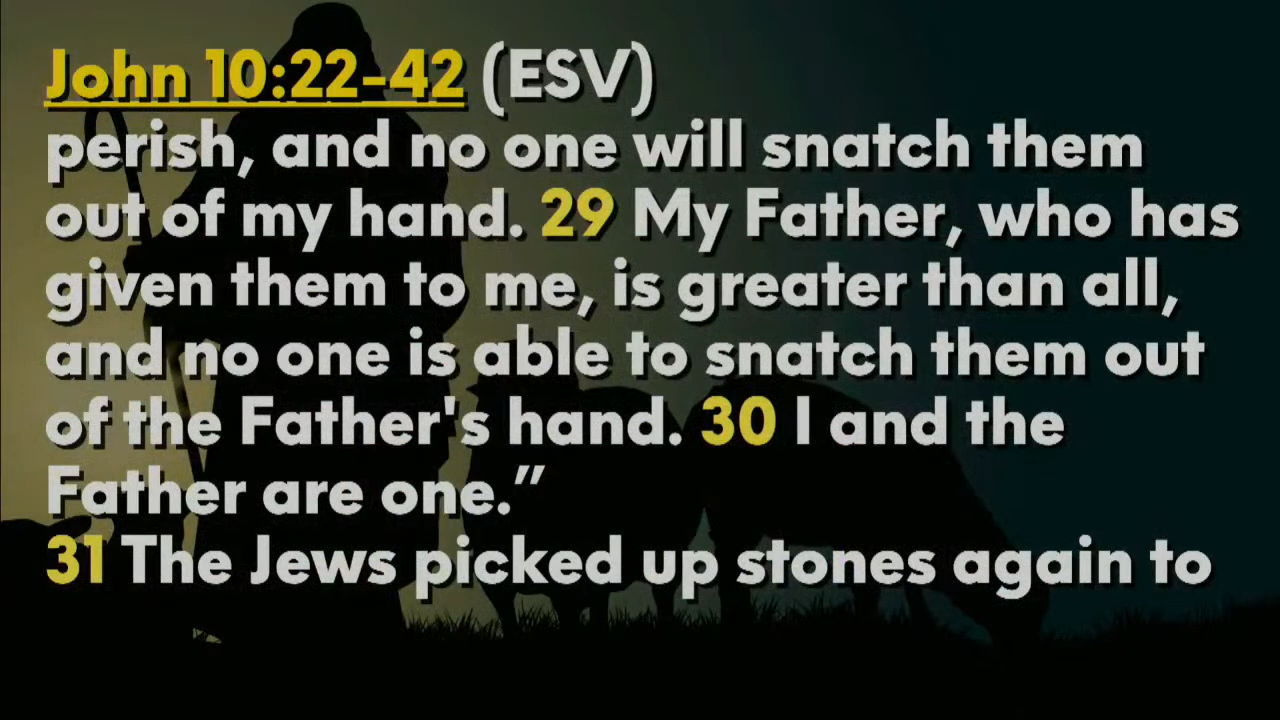 John 10:22-42 (ESV)
perish, and no one will snatch them
out of my hand. 29 My Father, who has
given them to me, is greater than all,
and no one is able to snatch them out
of the Father's hand. 30 I and the
Father are one.”
31 The Jews picked up stones again to